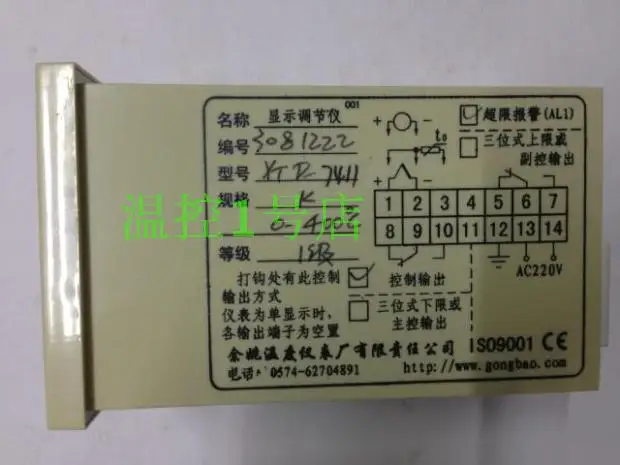 001
名称 显示调节仪
编号 3081222
型号 XTD 7411
规格 K
0-400℃
等级 1级
打钩处有此控制
输出方式
仪表为单显示时,
各输出端子为空置
+ - t₀
+ -
超限报警(AL1)
三位式上限或
副控输出
1 2 3 4 5 6 7
8 9 10 11 12 13 14
AC220V
控制输出
三位式下限或
主控输出
余姚温度仪表厂有限责任公司 ISO9001 CE
电话: 0574-62704891 http://www.gongbao.com
温控1号店